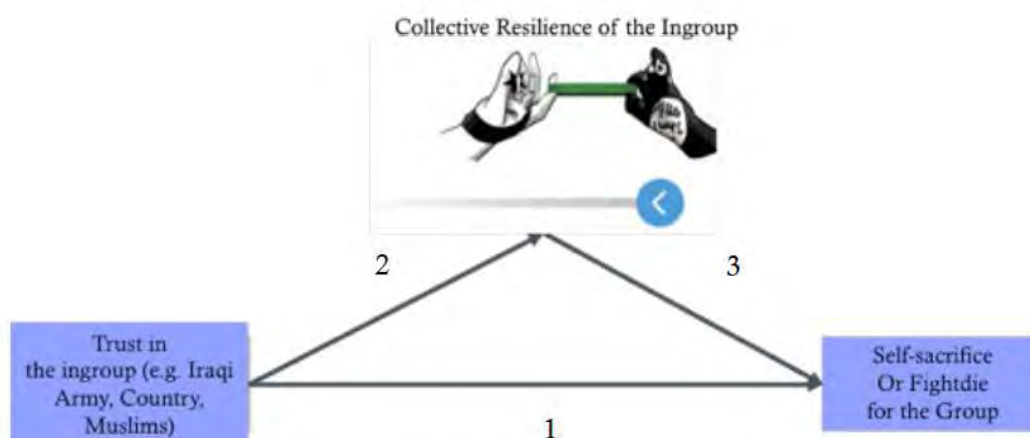 Collective Resilience of the Ingroup
2
3
Trust in
the ingroup (e.g. Iraqi
Army, Country,
Muslims)
Self-sacrifice
Or Fightdie
for the Group
1